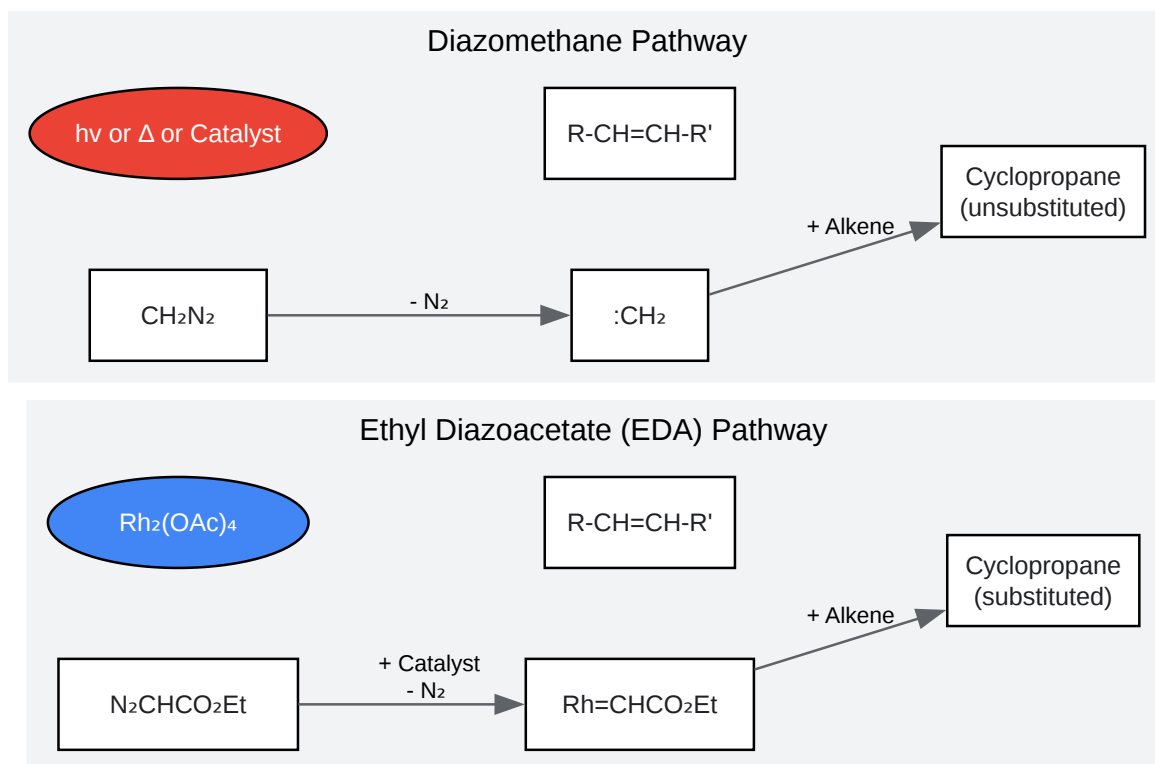 Diazomethane Pathway
hv or Δ or Catalyst
R-CH=CH-R'
Cyclopropane
(unsubstituted)
+ Alkene
CH₂N₂
- N₂
:CH₂
Ethyl Diazoacetate (EDA) Pathway
Rh₂(OAc)₄
R-CH=CH-R'
Cyclopropane
(substituted)
+ Alkene
N₂CHCO₂Et
+ Catalyst
- N₂
Rh=CHCO₂Et